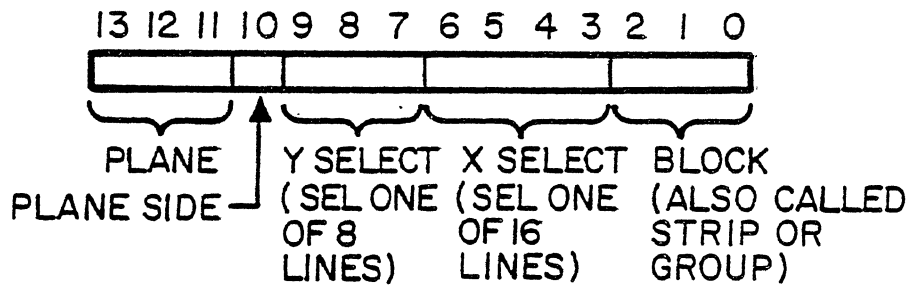 13 12 11 10 9 8 7 6 5 4 3 2 1 0
PLANE Y SELECT X SELECT BLOCK
PLANE SIDE (SEL ONE (SEL ONE (ALSO CALLED
OF 8 OF 16 STRIP OR
LINES) LINES) GROUP)